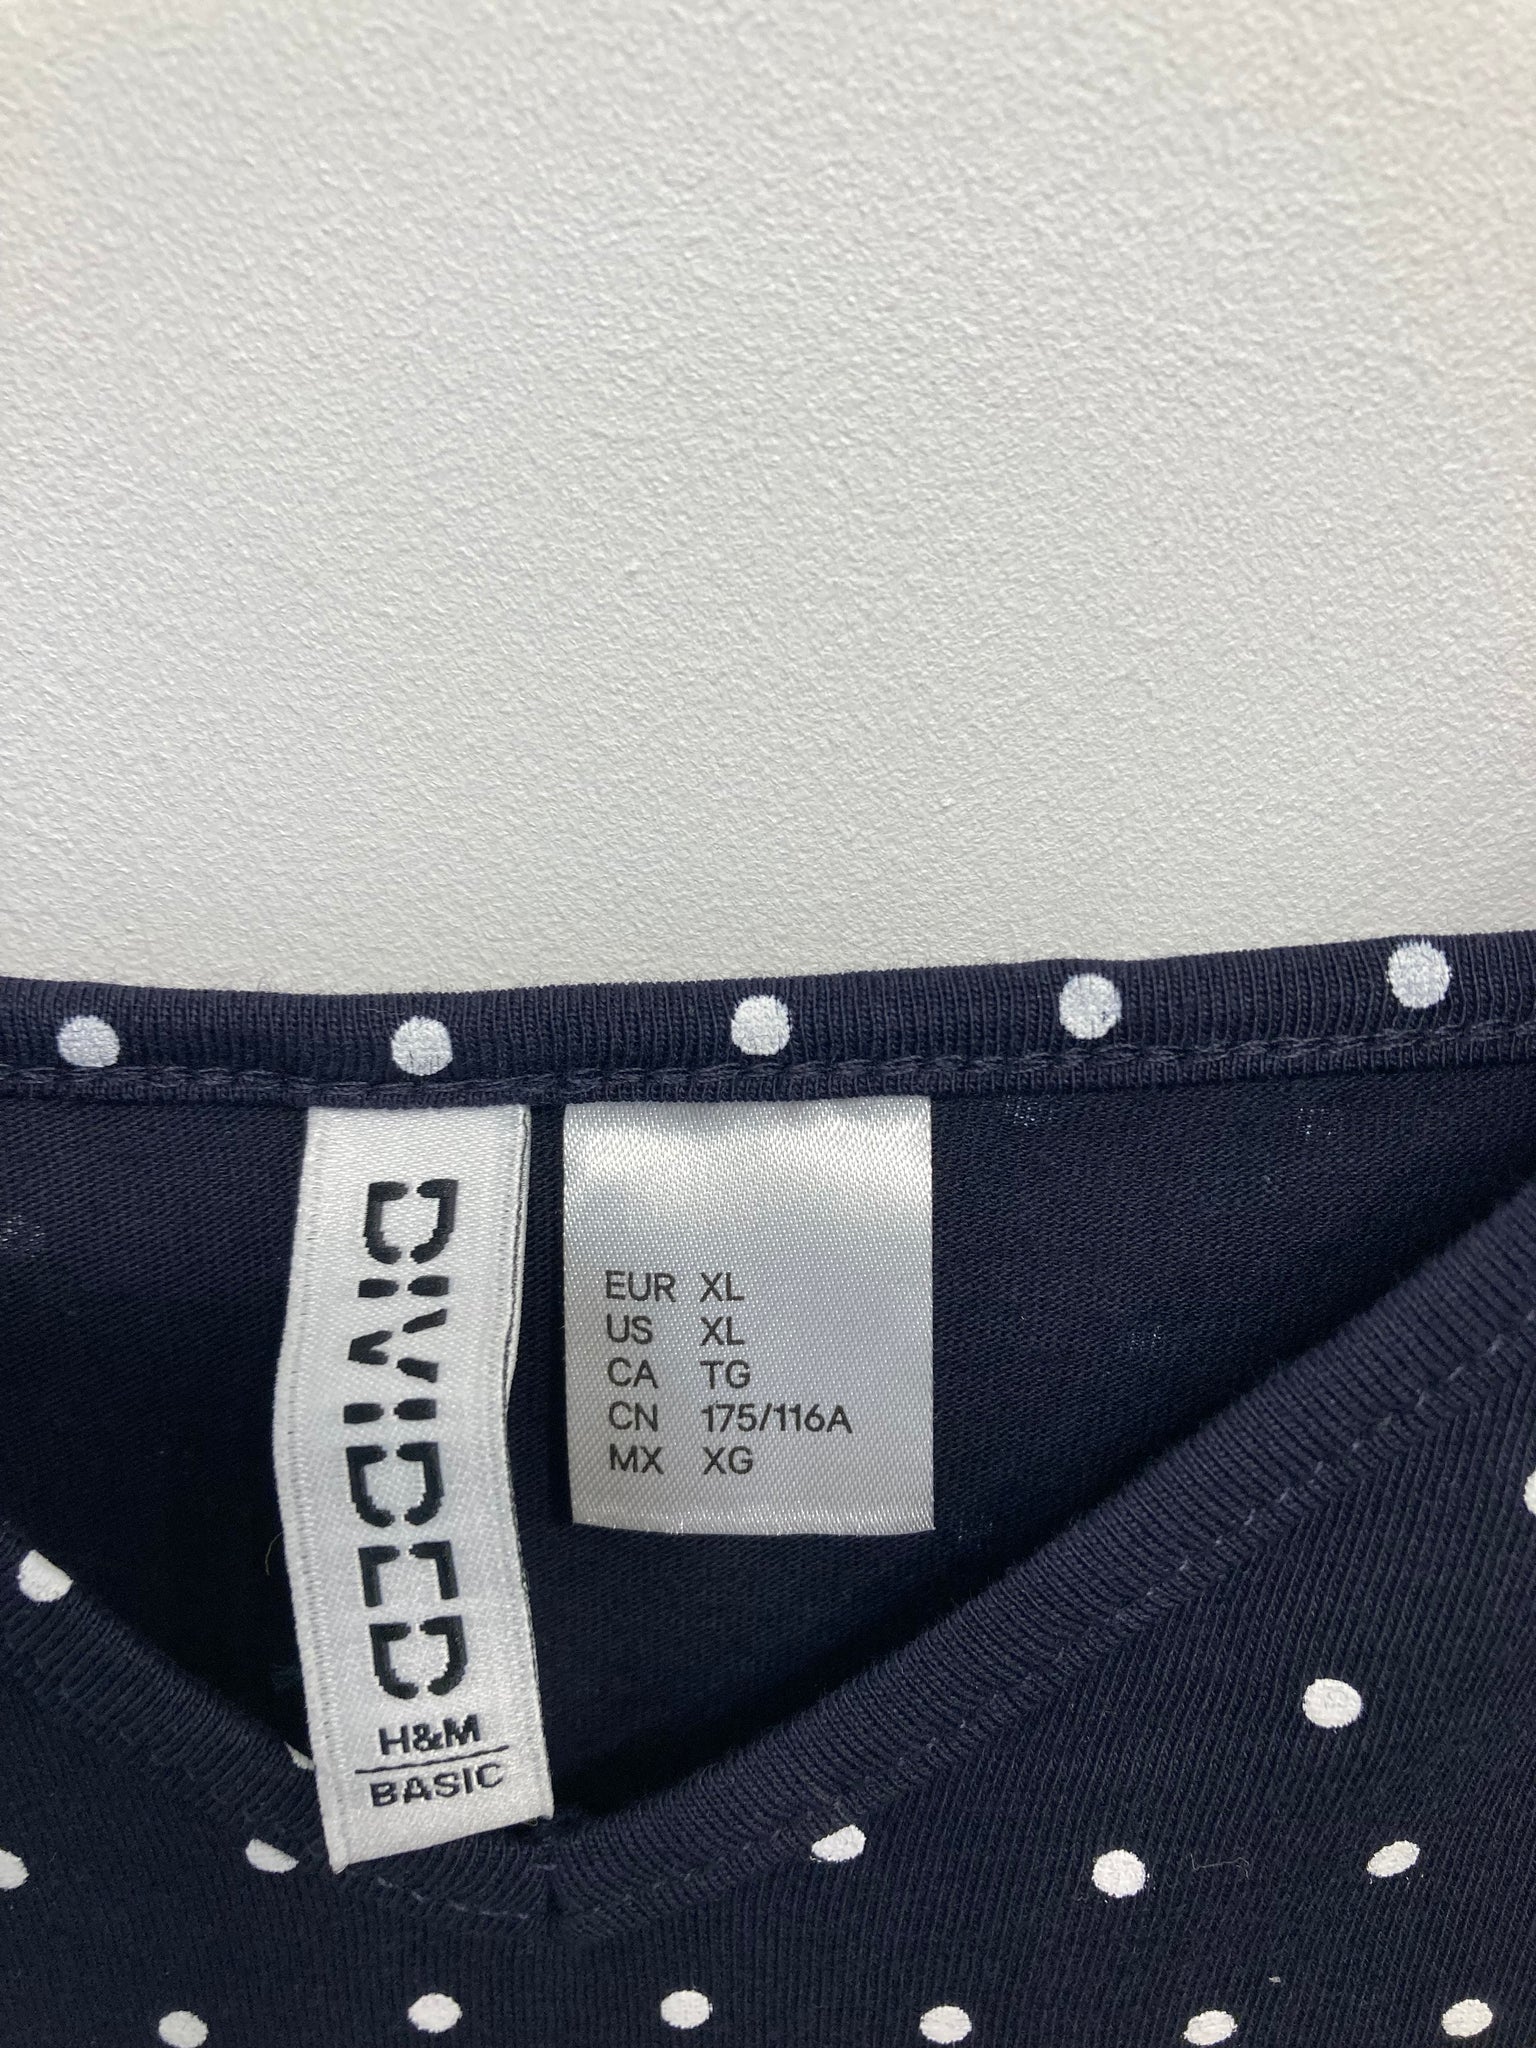 DIVIDED
H&M
BASIC
EUR XL
US XL
CA TG
CN 175/116A
MX XG